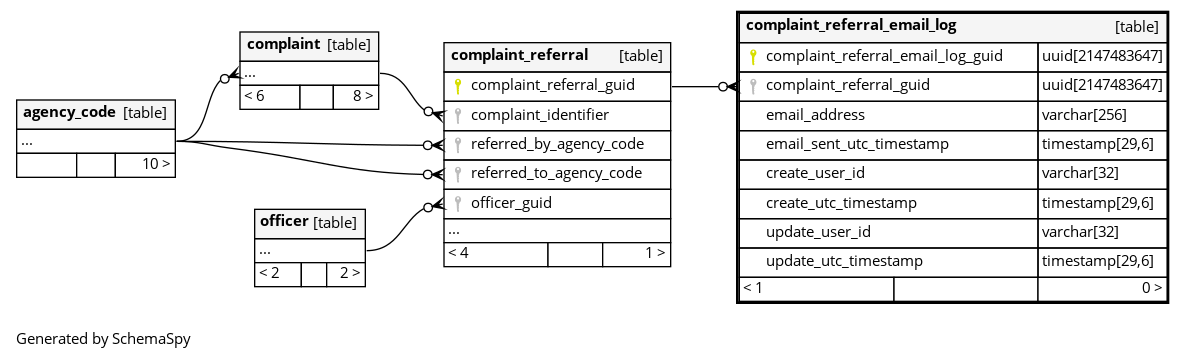 agency_code [table]
...
10 >
complaint [table]
...
< 6 8 >
officer [table]
...
< 2 2 >
complaint_referral [table]
complaint_referral_guid
complaint_identifier
referred_by_agency_code
referred_to_agency_code
officer_guid
...
< 4 1 >
complaint_referral_email_log [table]
complaint_referral_email_log_guid uuid[2147483647]
complaint_referral_guid uuid[2147483647]
email_address varchar[256]
email_sent_utc_timestamp timestamp[29,6]
create_user_id varchar[32]
create_utc_timestamp timestamp[29,6]
update_user_id varchar[32]
update_utc_timestamp timestamp[29,6]
< 1 0 >
Generated by SchemaSpy